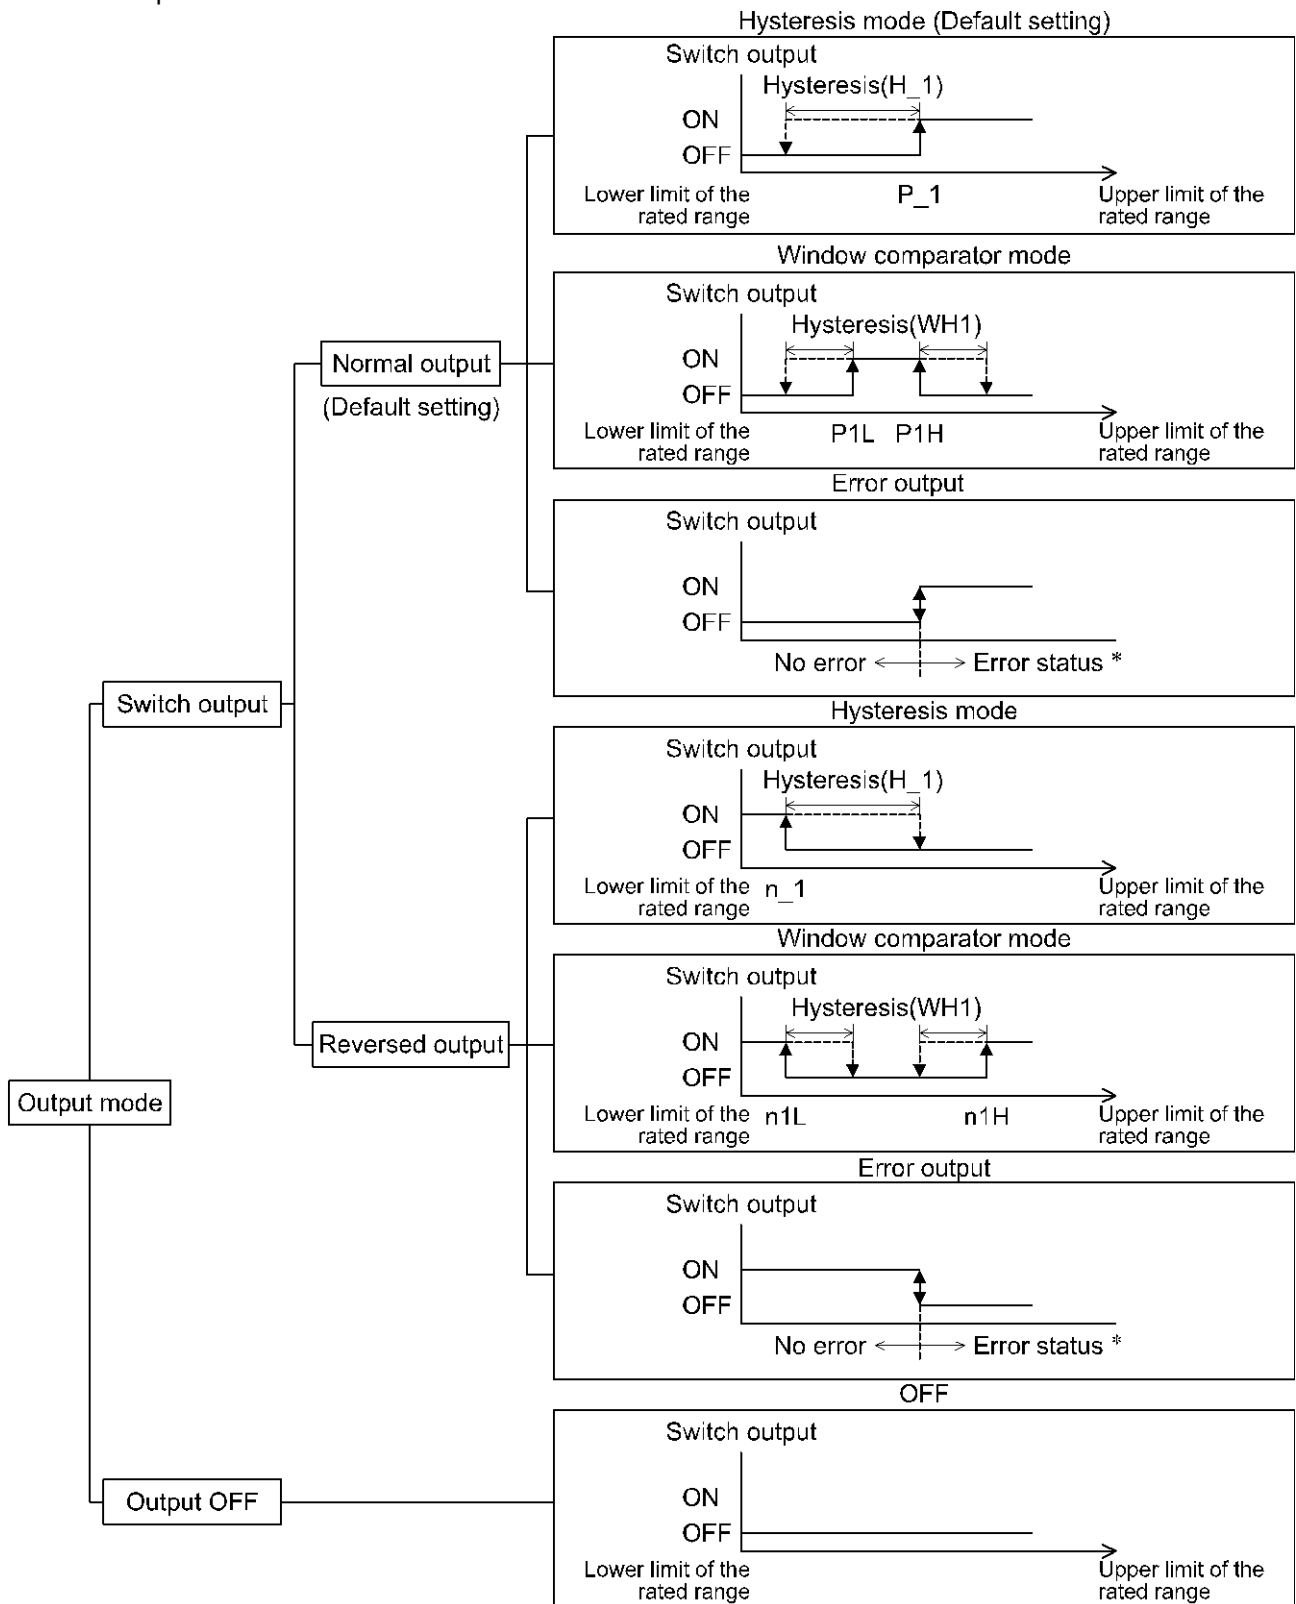 Hysteresis mode (Default setting)
Switch output
Hysteresis(H_1)
ON
OFF
Lower limit of the
rated range
P_1
Upper limit of the
rated range
Window comparator mode
Switch output
Hysteresis(WH1)
ON
OFF
Lower limit of the
rated range
P1L P1H
Upper limit of the
rated range
Normal output
(Default setting)
Error output
Switch output
ON
OFF
No error
Error status *
Switch output
Hysteresis mode
Switch output
Hysteresis(H_1)
ON
OFF
Lower limit of the
rated range
n_1
Upper limit of the
rated range
Window comparator mode
Switch output
Hysteresis(WH1)
ON
OFF
Lower limit of the
rated range
n1L n1H
Upper limit of the
rated range
Reversed output
Output mode
Error output
Switch output
ON
OFF
No error
Error status *
OFF
Switch output
ON
OFF
Lower limit of the
rated range
Upper limit of the
rated range
Output OFF